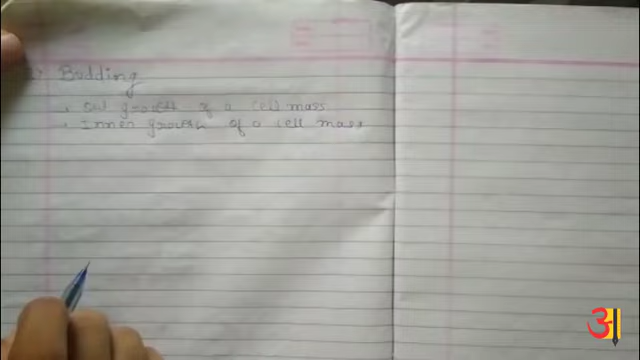 Budding
• Out growth of a cell mass
• Inner growth of a cell mass